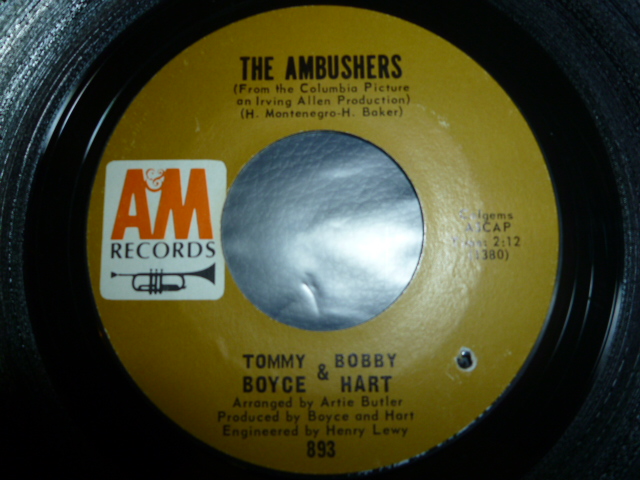 THE AMBUSHERS
(From the Columbia Picture
an Irving Allen Production)
(H. Montenegro-H. Baker)
A&M
RECORDS
ASCAP
2:12
1380)
TOMMY & BOBBY
BOYCE HART
Arranged by Artie Butler
Produced by Boyce and Hart
Engineered by Henry Lewy
893